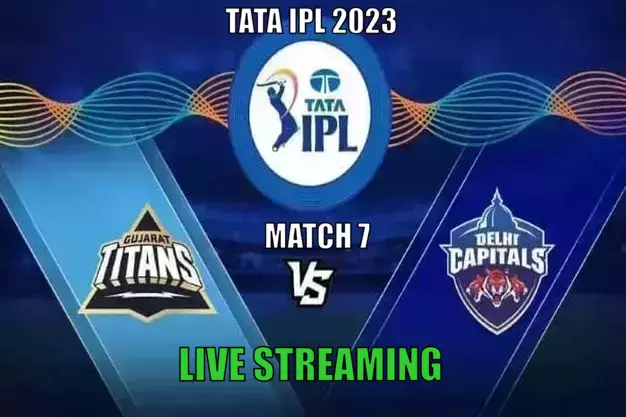 TATA IPL 2023
TATA
IPL
MATCH 7
VS
GUJARAT
TITANS
DELHI
CAPITALS
LIVE STREAMING